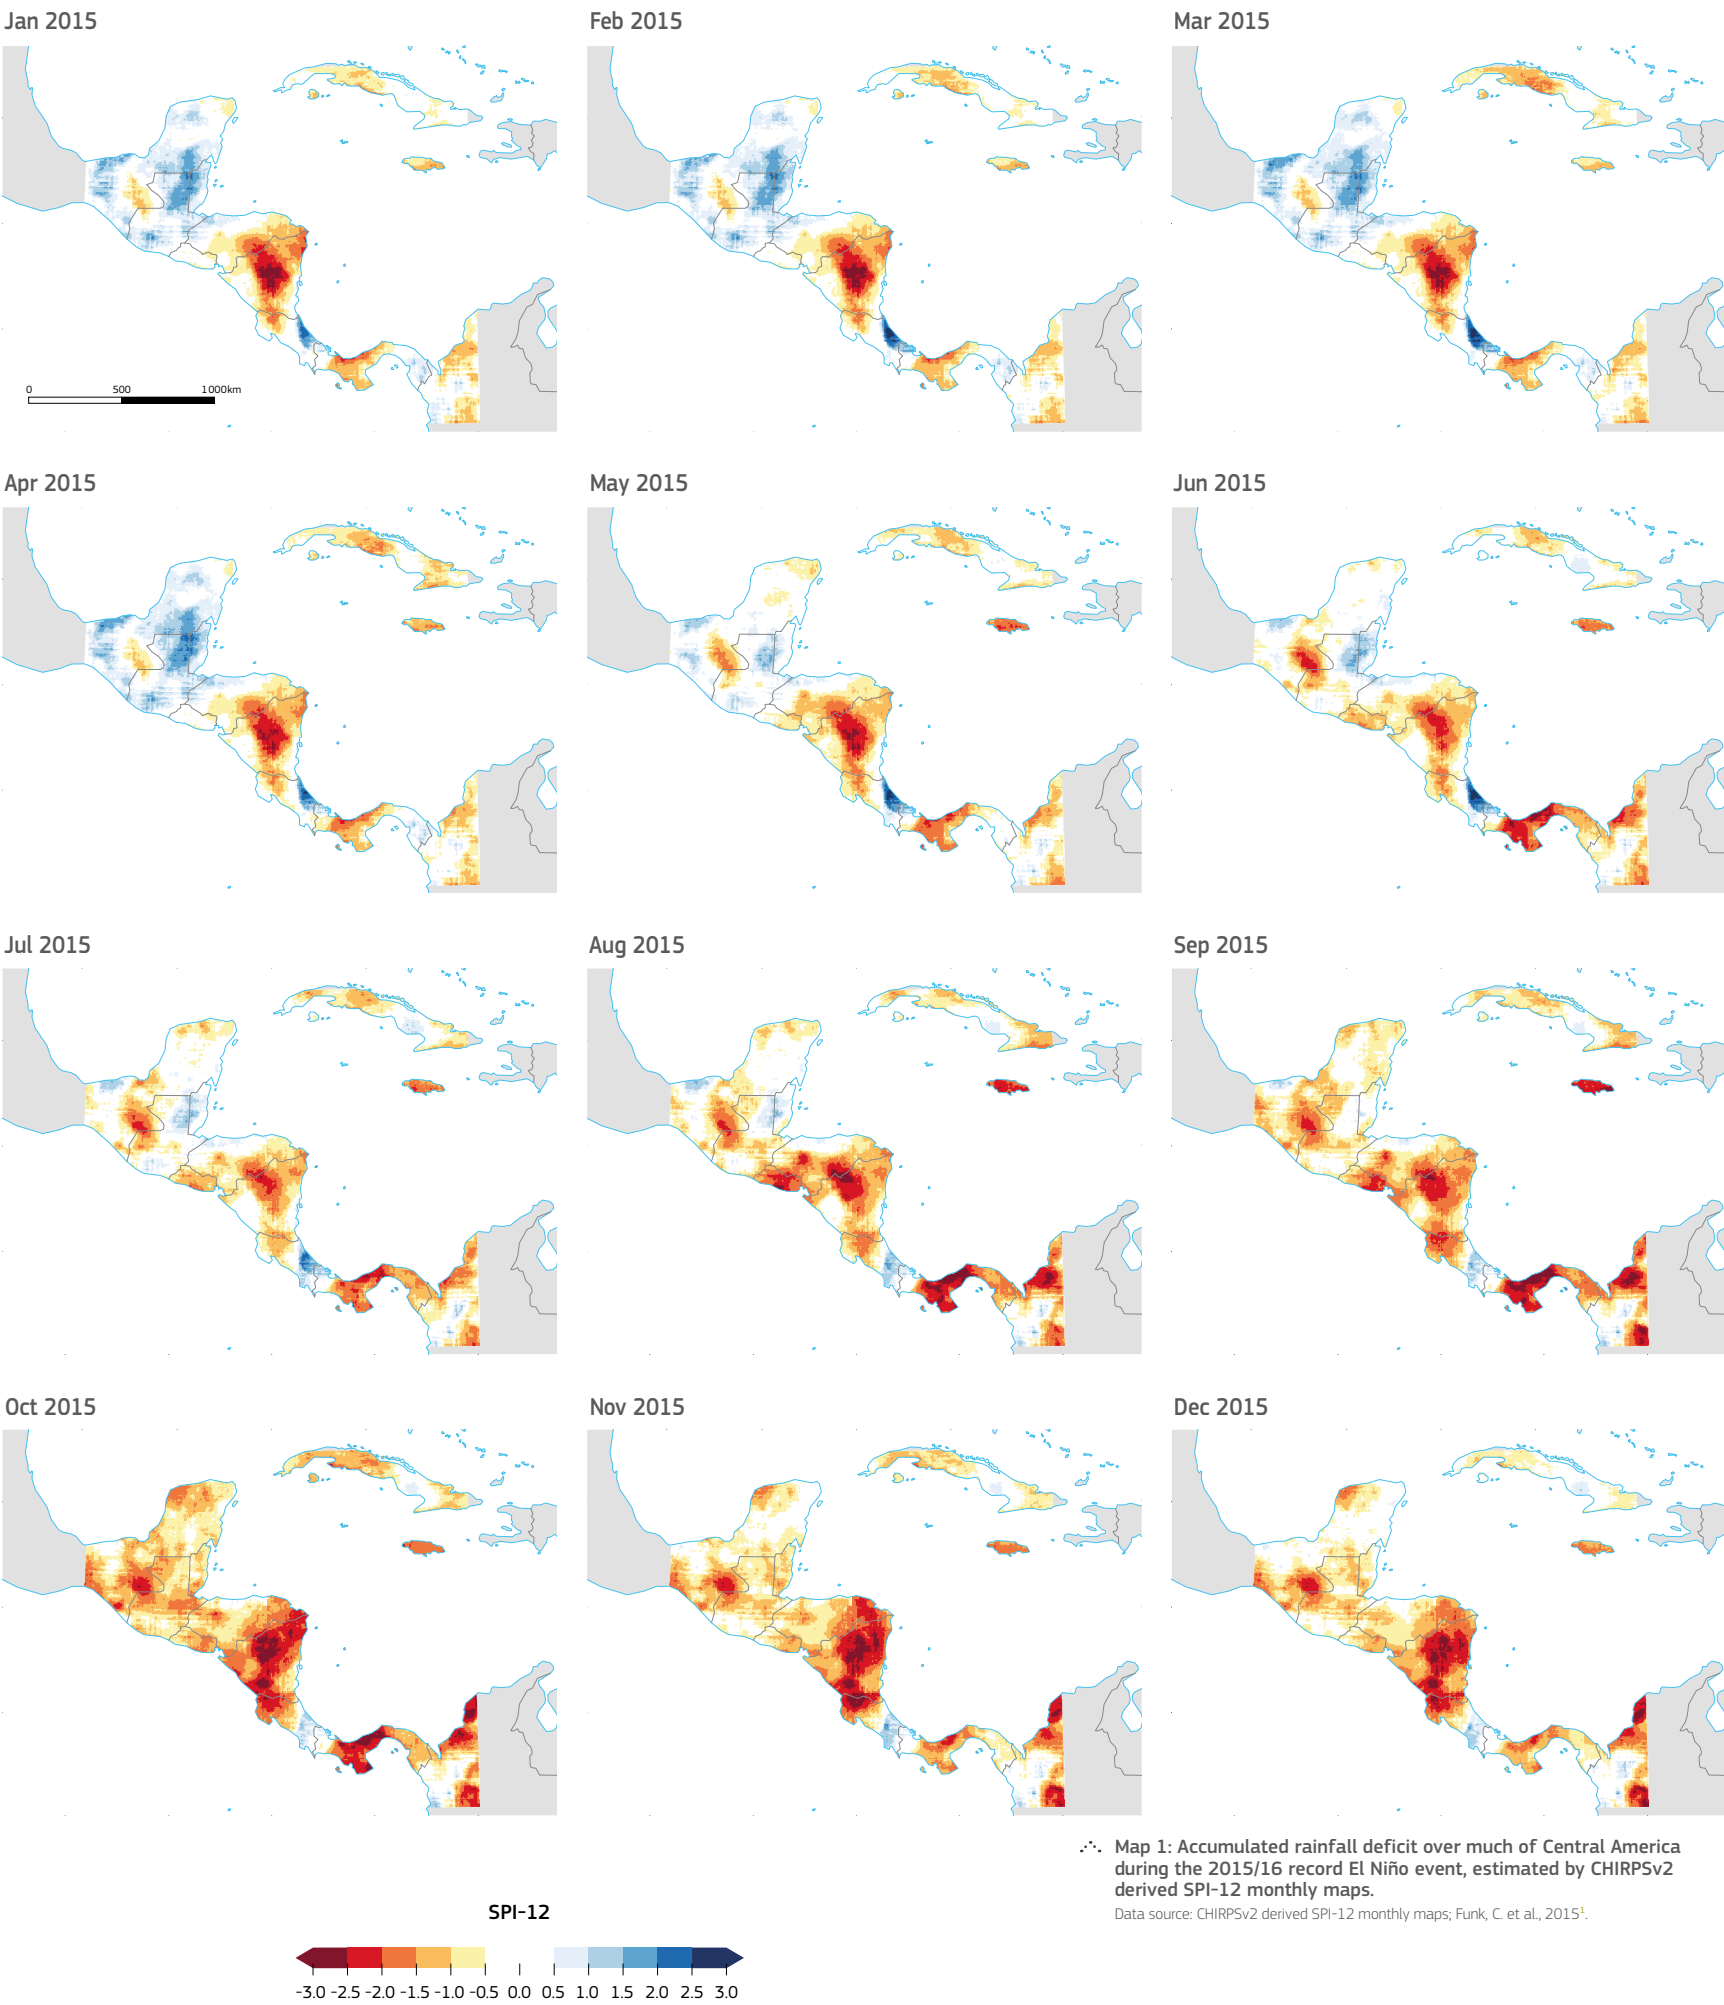 Jan 2015
Feb 2015
Mar 2015
0 500 1000km
Apr 2015
May 2015
Jun 2015
Jul 2015
Aug 2015
Sep 2015
Oct 2015
Nov 2015
Dec 2015
Map 1: Accumulated rainfall deficit over much of Central America
during the 2015/16 record El Niño event, estimated by CHIRPSv2
derived SPI-12 monthly maps.
Data source: CHIRPSv2 derived SPI-12 monthly maps; Funk, C. et al., 2015¹.
SPI-12
-3.0 -2.5 -2.0 -1.5 -1.0 -0.5 0.0 0.5 1.0 1.5 2.0 2.5 3.0